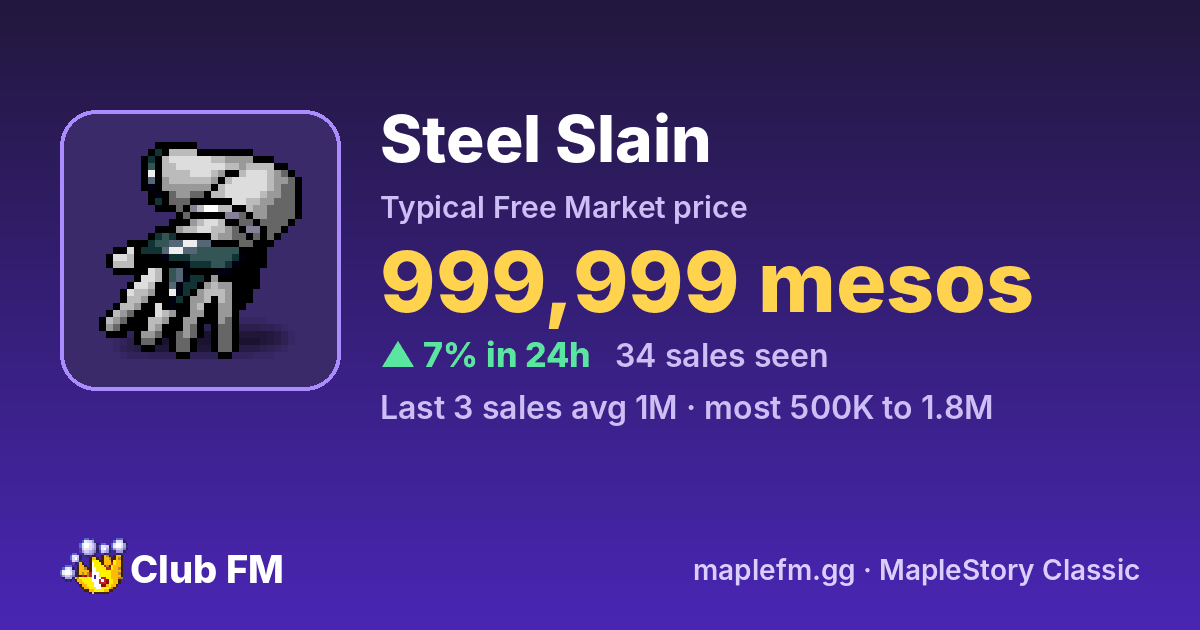 Steel Slain
Typical Free Market price
999,999 mesos
▲ 7% in 24h 34 sales seen
Last 3 sales avg 1M · most 500K to 1.8M
Club FM
maplefm.gg · MapleStory Classic